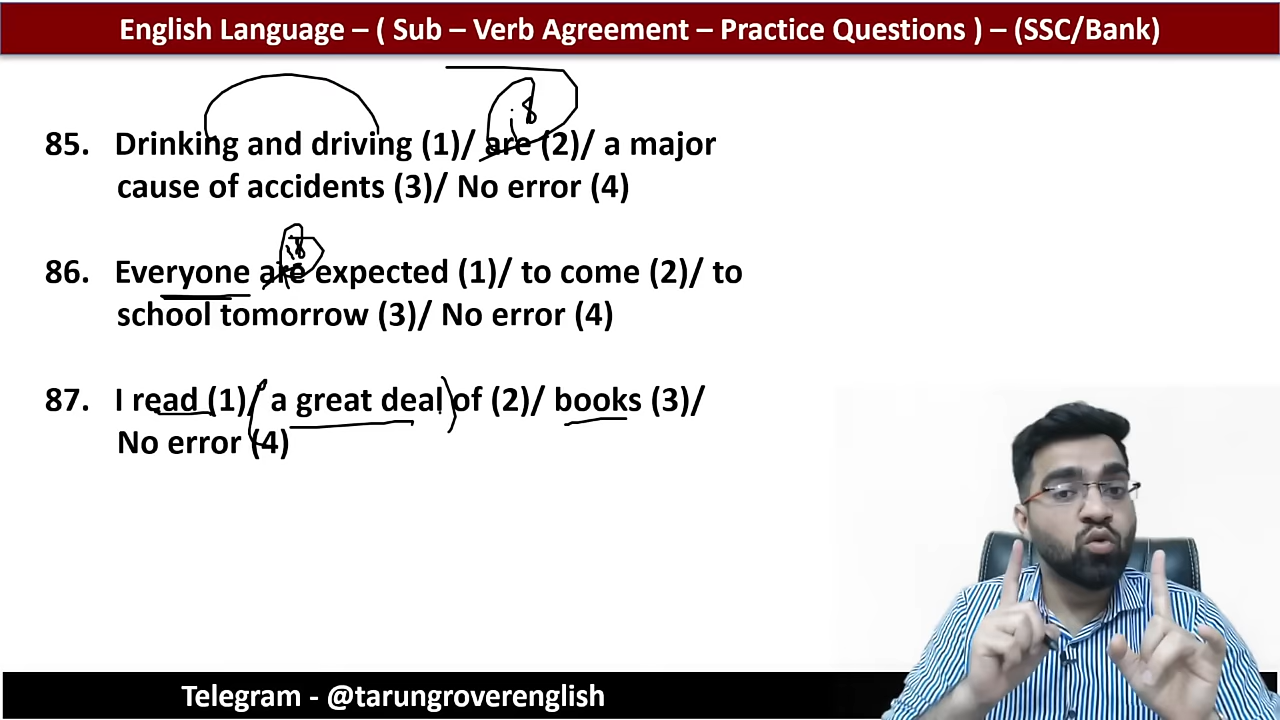 English Language – ( Sub – Verb Agreement – Practice Questions ) – (SSC/Bank)
is
85. Drinking and driving (1)/ are (2)/ a major
cause of accidents (3)/ No error (4)
is
86. Everyone are expected (1)/ to come (2)/ to
school tomorrow (3)/ No error (4)
87. I read (1)/ a great deal of (2)/ books (3)/
No error (4)
Telegram - @tarungroverenglish